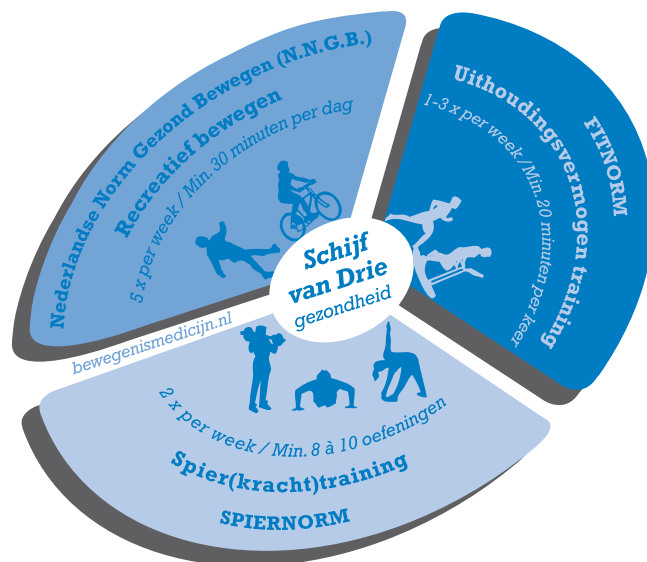 Nederlandse Norm Gezond Bewegen (N.N.G.B.)
Recreatief bewegen
5 x per week / Min. 30 minuten per dag
FITNORM
Uithoudingsvermogen training
1-3 x per week / Min. 20 minuten per keer
Schijf
van Drie
gezondheid
bewegenismedicijn.nl
2 x per week / Min. 8 à 10 oefeningen
Spier(kracht)training
SPIERNORM